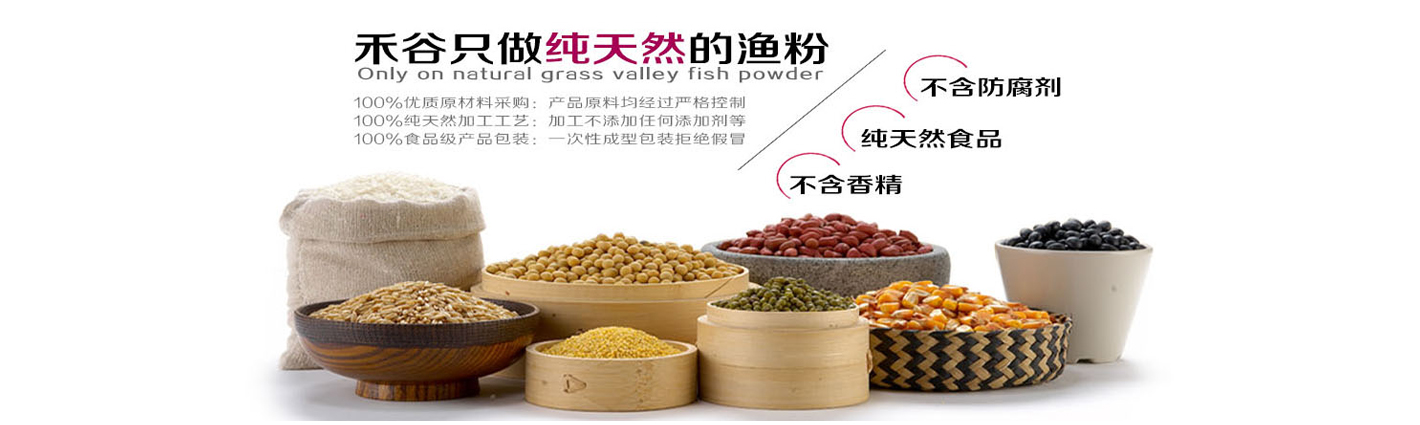 禾谷只做纯天然的渔粉
Only on natural grass valley fish powder
100%优质原材料采购：产品原料均经过严格控制
100%纯天然加工工艺：加工不添加任何添加剂等
100%食品级产品包装：一次性成型包装拒绝假冒
不含防腐剂
纯天然食品
不含香精